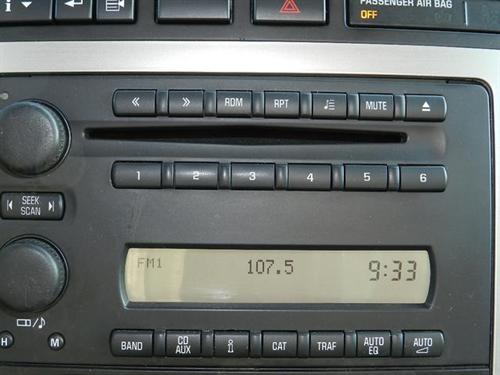 PASSENGER AIR BAG
OFF
RDM RPT MUTE
1 2 3 4 5 6
SEEK
SCAN
FM1 107.5 9:33
H M
BAND CD AUX i CAT TRAF AUTO EQ AUTO